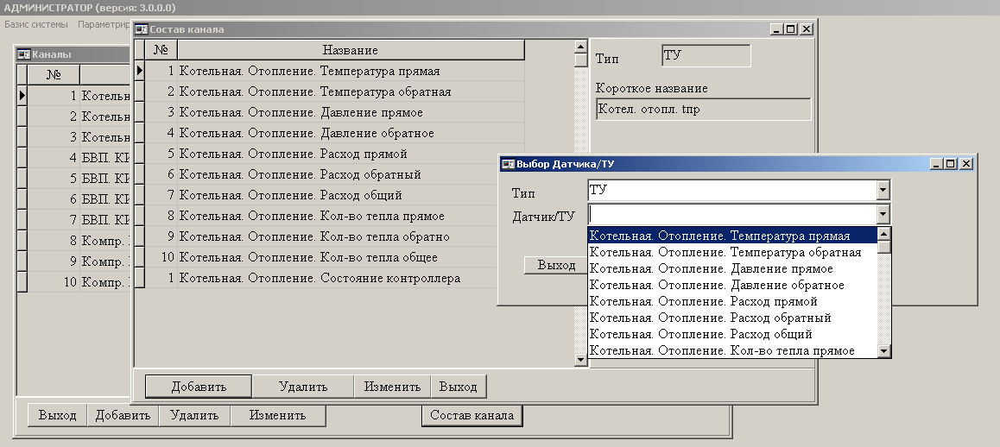 АДМИНИСТРАТОР (версия: 3.0.0.0)
Базис системы Параметрир
Каналы
№
1 Котельн
2 Котельн
3 Котельн
4 БВП. КИ
5 БВП. КИ
6 БВП. КИ
7 БВП. КИ
8 Компр.
9 Компр.
10 Компр.
Выход Добавить Удалить Изменить Состав канала
Состав канала
№ Название
1 Котельная. Отопление. Температура прямая
2 Котельная. Отопление. Температура обратная
3 Котельная. Отопление. Давление прямое
4 Котельная. Отопление. Давление обратное
5 Котельная. Отопление. Расход прямой
6 Котельная. Отопление. Расход обратный
7 Котельная. Отопление. Расход общий
8 Котельная. Отопление. Кол-во тепла прямое
9 Котельная. Отопление. Кол-во тепла обратно
10 Котельная. Отопление. Кол-во тепла общее
1 Котельная. Отопление. Состояние контроллера
Тип ТУ
Короткое название
Котел. отопл. tпр
Добавить Удалить Изменить Выход
Выбор Датчика/ТУ
Тип ТУ
Датчик/ТУ
Котельная. Отопление. Температура прямая
Котельная. Отопление. Температура обратная
Котельная. Отопление. Давление прямое
Котельная. Отопление. Давление обратное
Котельная. Отопление. Расход прямой
Котельная. Отопление. Расход обратный
Котельная. Отопление. Расход общий
Котельная. Отопление. Кол-во тепла прямое
Выход